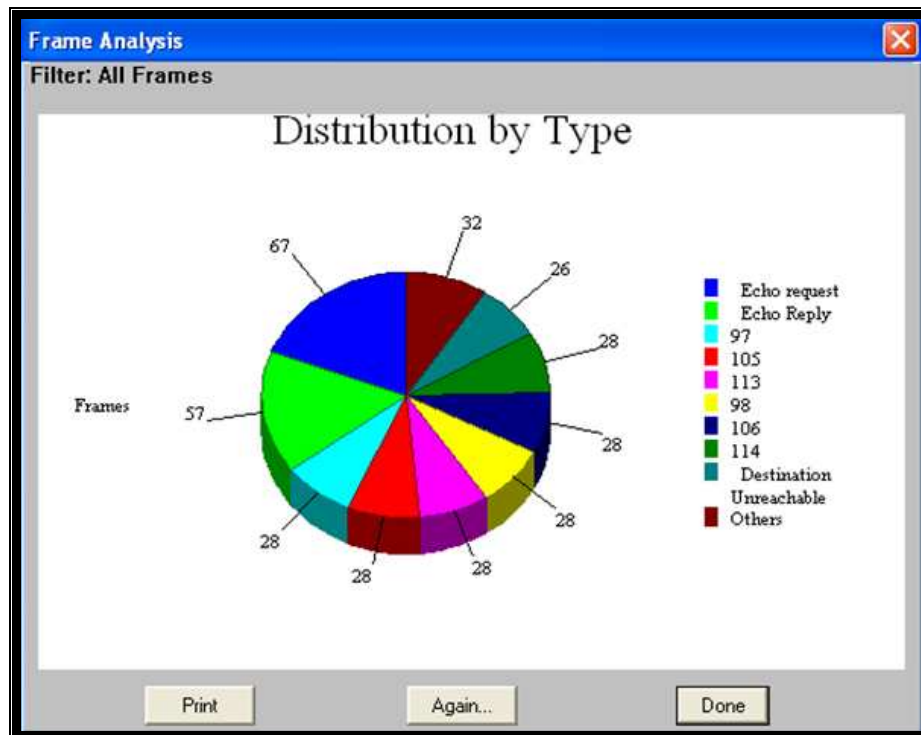 Frame Analysis
Filter: All Frames
Distribution by Type
32
67
26
28
57
28
28
28
28
28
Frames
Echo request
Echo Reply
97
105
113
98
106
114
Destination
Unreachable
Others
Print
Again...
Done